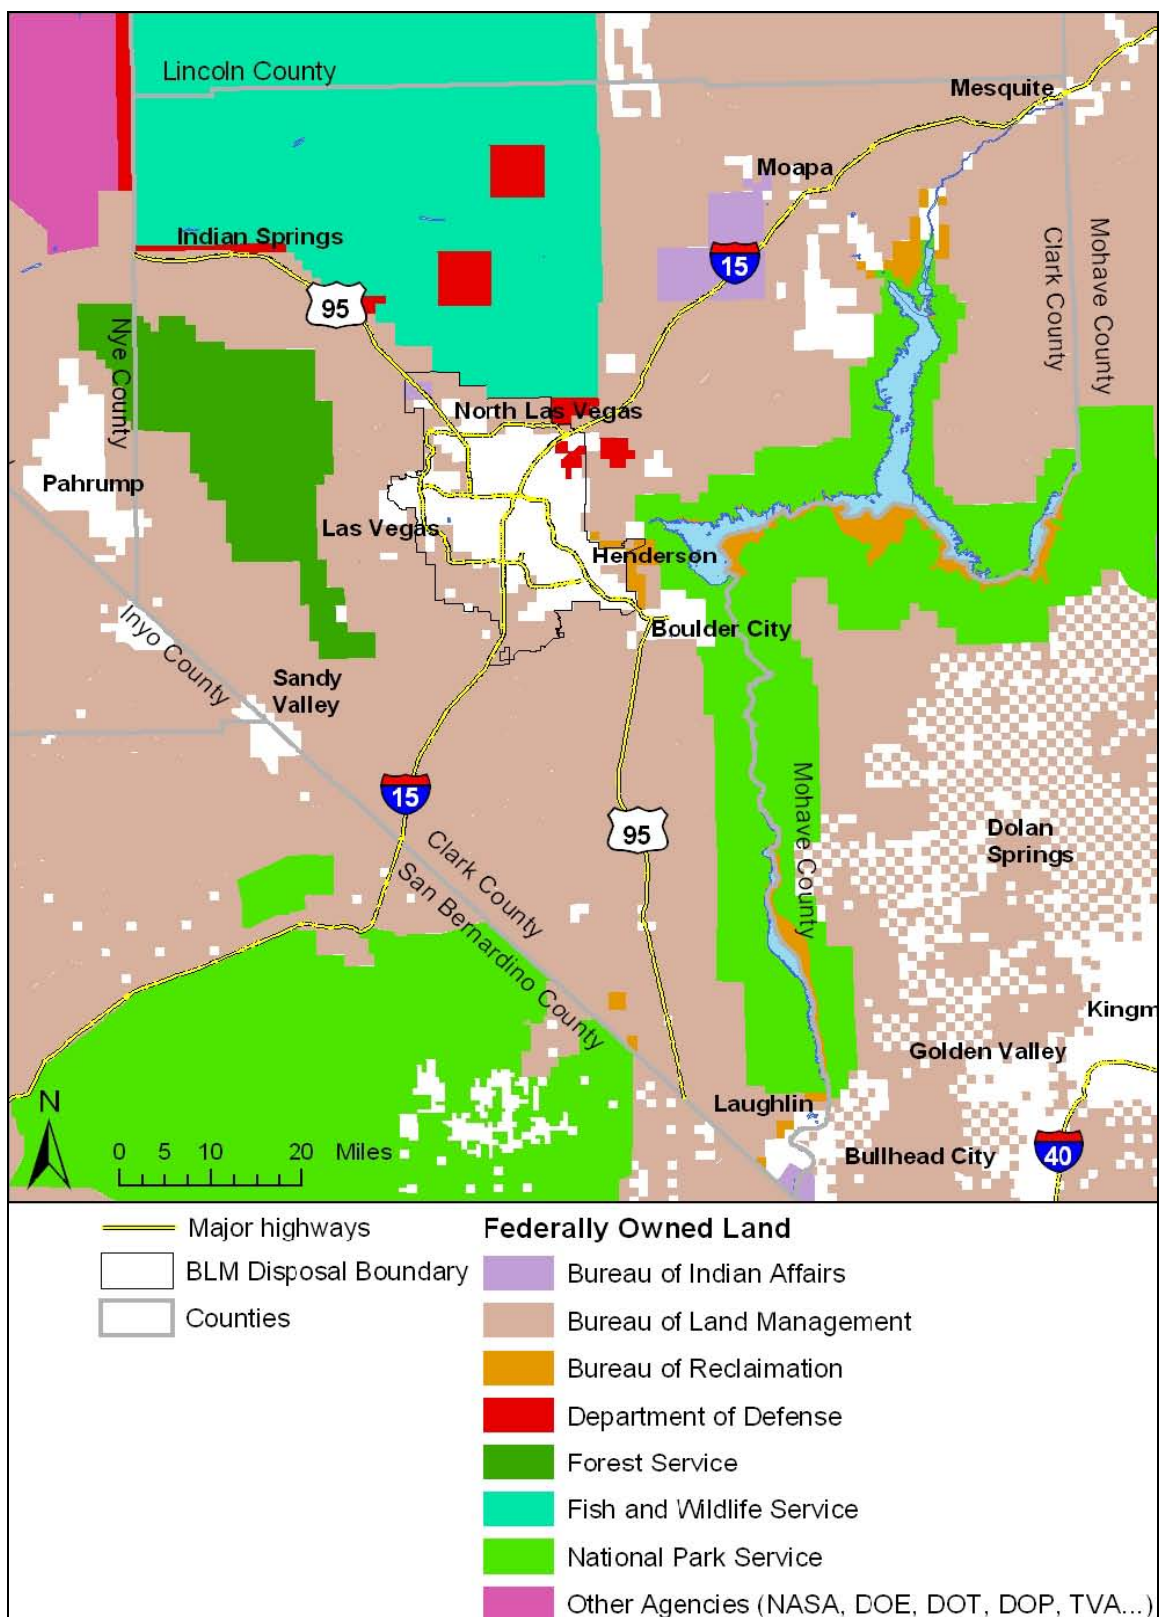 Lincoln County
Mesquite
Moapa
Indian Springs
15
95
Mohave County
Clark County
Nye County
North Las Vegas
Pahrump
Las Vegas
Henderson
Boulder City
Inyo County
Sandy
Valley
15
95
Mohave County
Dolan
Springs
Clark County
San Bernardino County
Kingm
Golden Valley
N
Laughlin
0 5 10 20 Miles
Bullhead City
40
Major highways
BLM Disposal Boundary
Counties
Federally Owned Land
Bureau of Indian Affairs
Bureau of Land Management
Bureau of Reclaimation
Department of Defense
Forest Service
Fish and Wildlife Service
National Park Service
Other Agencies (NASA, DOE, DOT, DOP, TVA...)